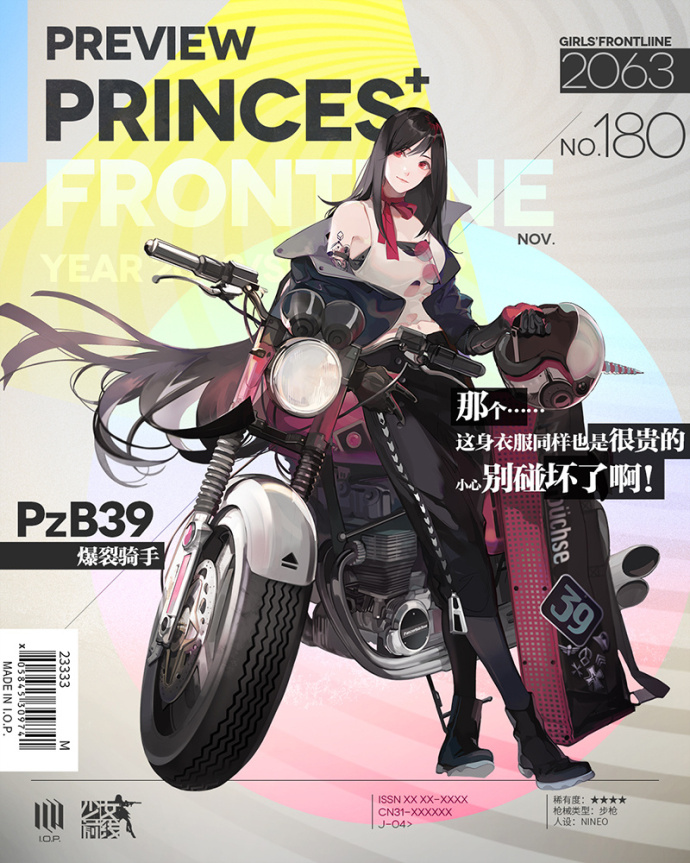 PREVIEW
PRINCES+
GIRLS'FRONTLIINE
2063
NO.180
NOV.
那个……
这身衣服同样也是很贵的
小心别碰坏了啊!
PzB39
爆裂骑手
büchse
39
23333
M
MADE IN I.O.P.
I.O.P.
少女前线
ISSN XX XX-XXXX
CN31-XXXXXX
J-04>
稀有度:★★★★
枪械类型:步枪
人设:NINEO